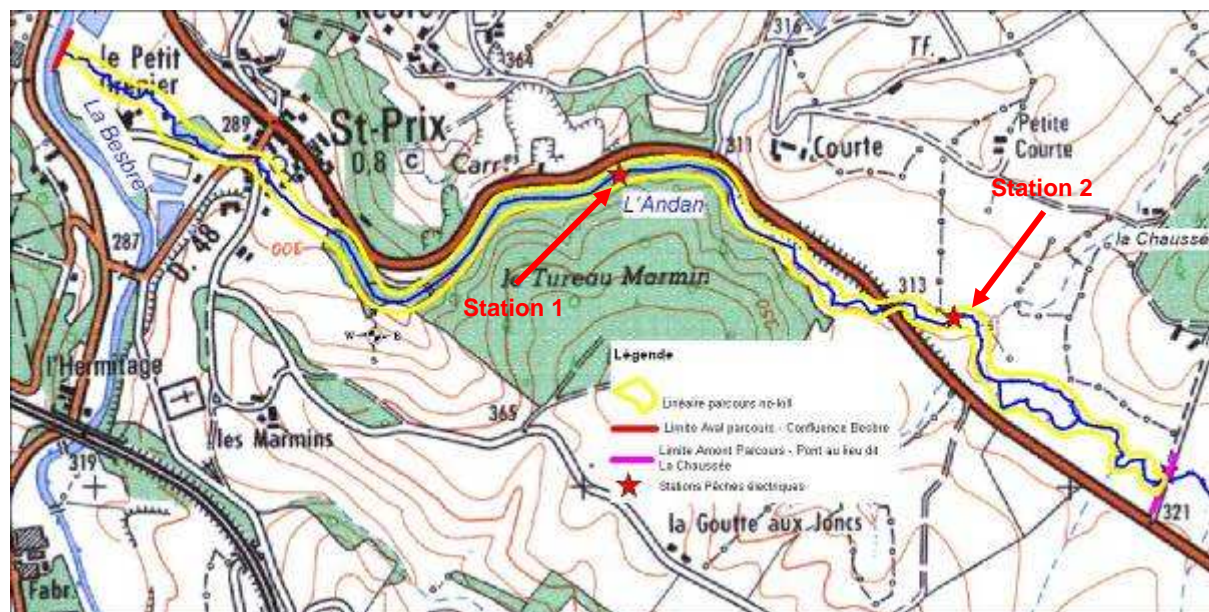 le Petit
La Besbre
289
St-Prix
0,8
C
Carr
364
316
Tf.
311
Courte
Petite
Courte
Station 2
la Chaussée
L'Andan
287
D. 48
300
le Tureau Marmin
Station 1
350
313
l'Hermitage
365
les Marmins
319
la Goutte aux Joncs
321
Fabr.
Légende
Linéaire parcours no-kill
Limite Aval parcours - Confluence Besbre
Limite Amont Parcours - Pont au lieu dit
La Chaussée
Stations Pêches électriques